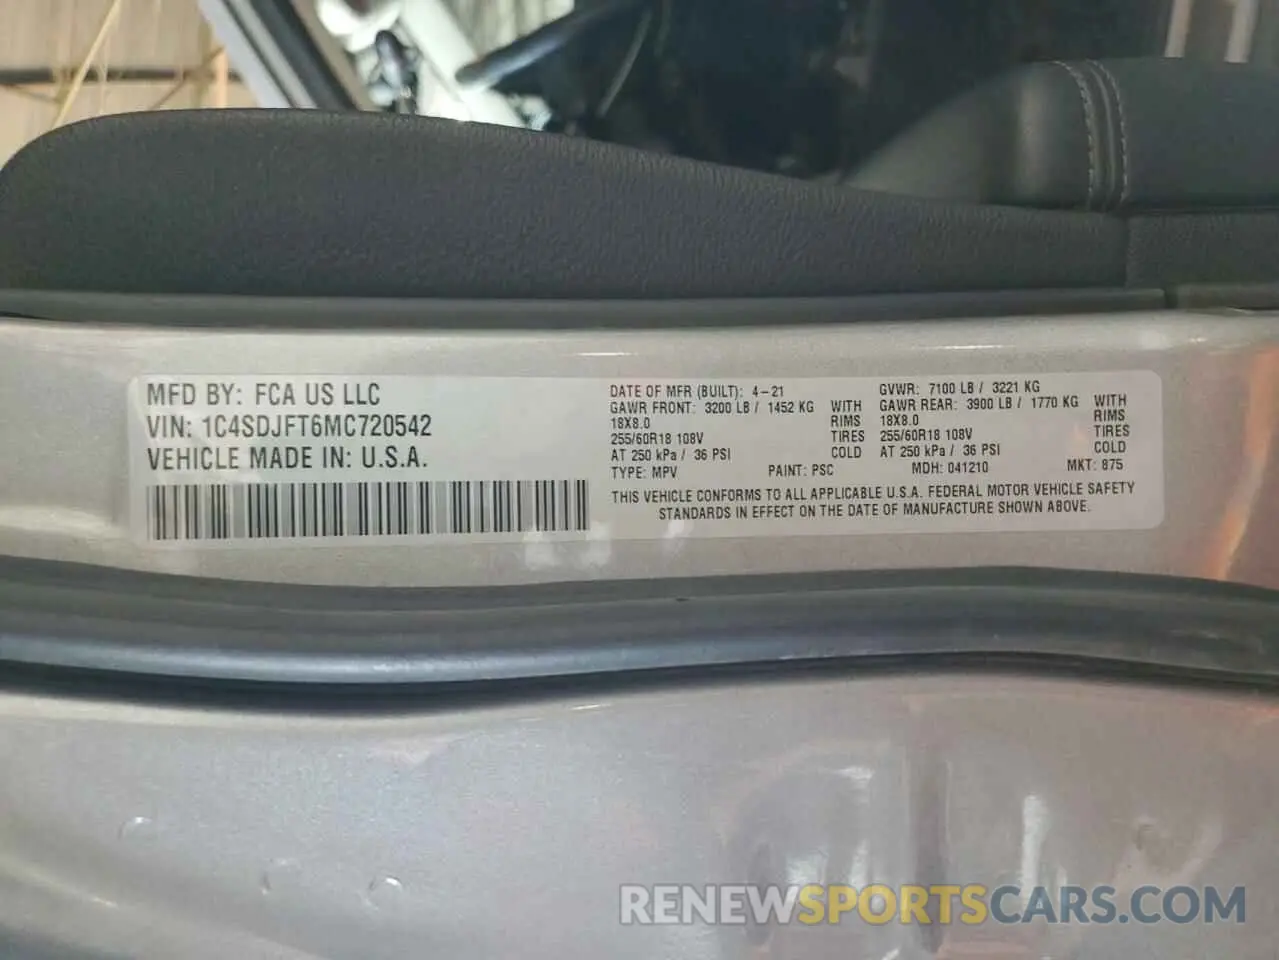 MFD BY: FCA US LLC
VIN: 1C4SDJFT6MC720542
VEHICLE MADE IN: U.S.A.
DATE OF MFR (BUILT): 4-21 GVWR: 7100 LB / 3221 KG
GAWR FRONT: 3200 LB / 1452 KG WITH GAWR REAR: 3900 LB / 1770 KG WITH
18X8.0 RIMS 18X8.0 RIMS
255/60R18 108V TIRES 255/60R18 108V TIRES
AT 250 kPa / 36 PSI COLD AT 250 kPa / 36 PSI COLD
TYPE: MPV PAINT: PSC MDH: 041210 MKT: 875
THIS VEHICLE CONFORMS TO ALL APPLICABLE U.S.A. FEDERAL MOTOR VEHICLE SAFETY
STANDARDS IN EFFECT ON THE DATE OF MANUFACTURE SHOWN ABOVE.
RENEWSPORTSCARS.COM